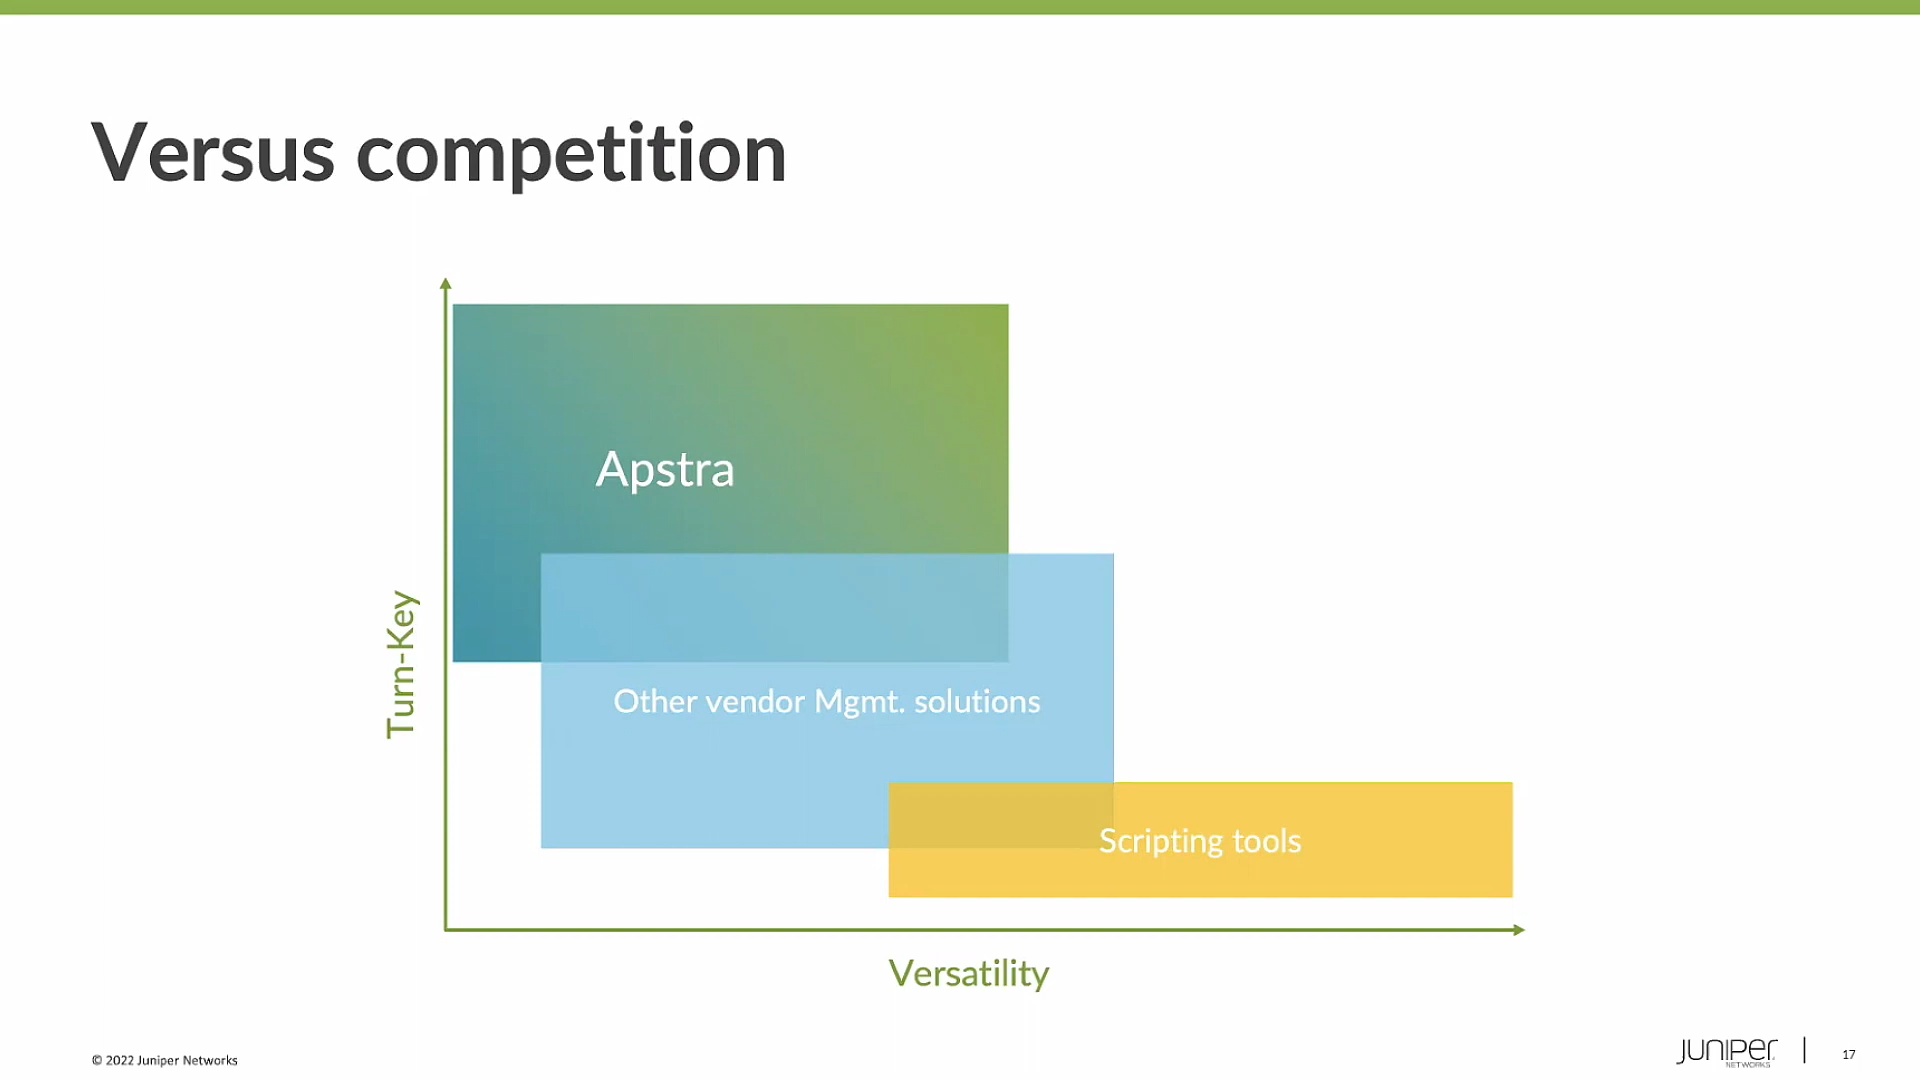 Versus competition
Apstra
Turn-Key
Other vendor Mgmt. solutions
Scripting tools
Versatility
© 2022 Juniper Networks
JUNIPER
NETWORKS
17